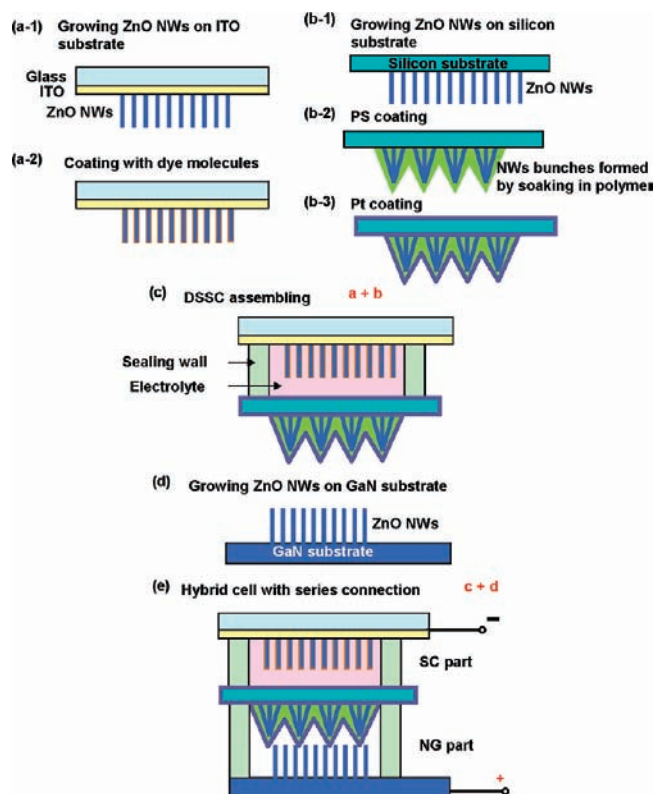 (a-1) Growing ZnO NWs on ITO
substrate
Glass
ITO
ZnO NWs
(a-2) Coating with dye molecules
(b-1) Growing ZnO NWs on silicon
substrate
Silicon substrate
ZnO NWs
(b-2) PS coating
NWs bunches formed
by soaking in polymer
(b-3) Pt coating
(c) DSSC assembling a + b
Sealing wall
Electrolyte
(d) Growing ZnO NWs on GaN substrate
ZnO NWs
GaN substrate
(e) Hybrid cell with series connection c + d
-
SC part
NG part
+